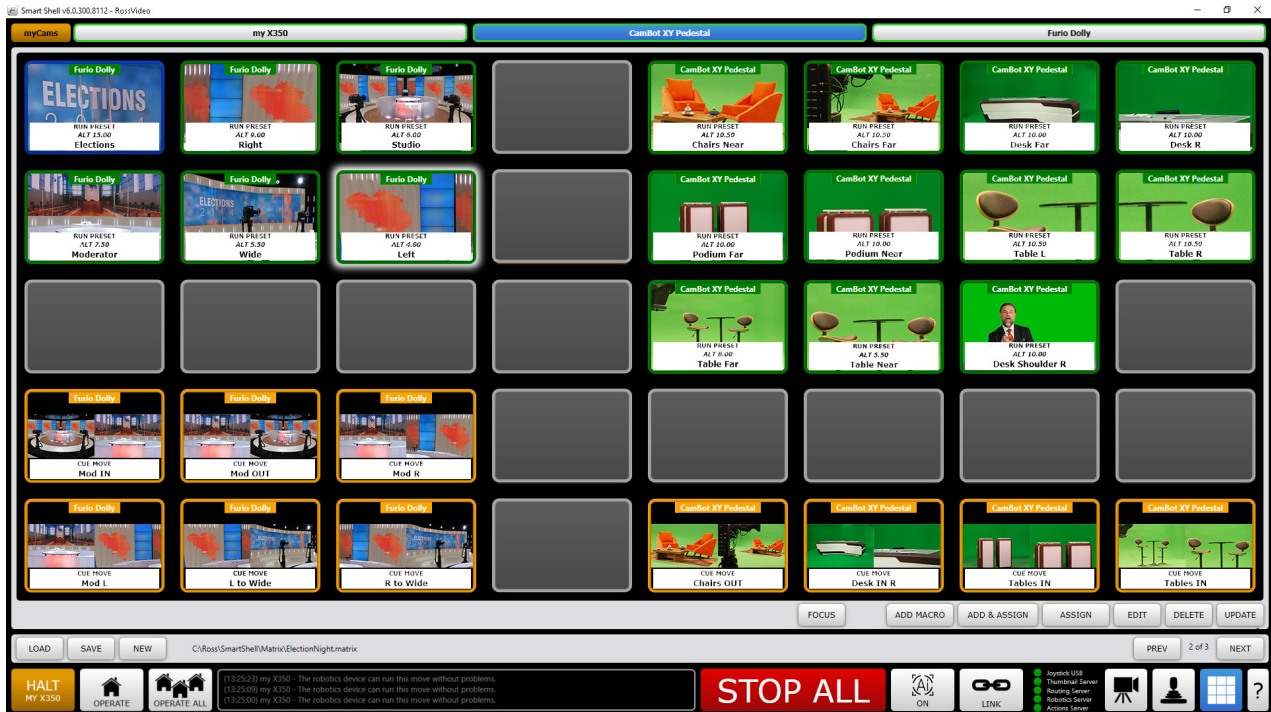 Smart Shell v6.0.300.8112 - RossVideo
myCams
my X350
CamBot XY Pedestal
Furio Dolly
Furio Dolly
ELECTIONS
RUN PRESET
ALT 15.00
Elections
Furio Dolly
RUN PRESET
ALT 9.00
Right
Furio Dolly
RUN PRESET
ALT 6.00
Studio
CamBot XY Pedestal
RUN PRESET
ALT 10.50
Chairs Near
CamBot XY Pedestal
RUN PRESET
ALT 10.50
Chairs Far
CamBot XY Pedestal
RUN PRESET
ALT 10.00
Desk Far
CamBot XY Pedestal
RUN PRESET
ALT 10.00
Desk R
Furio Dolly
RUN PRESET
ALT 7.50
Moderator
Furio Dolly
ELECTIONS
RUN PRESET
ALT 5.50
Wide
Furio Dolly
RUN PRESET
ALT 4.80
Left
CamBot XY Pedestal
RUN PRESET
ALT 10.00
Podium Far
CamBot XY Pedestal
RUN PRESET
ALT 10.00
Podium Near
CamBot XY Pedestal
RUN PRESET
ALT 10.50
Table L
CamBot XY Pedestal
RUN PRESET
ALT 10.50
Table R
CamBot XY Pedestal
RUN PRESET
ALT 8.00
Table Far
CamBot XY Pedestal
RUN PRESET
ALT 5.50
Table Near
CamBot XY Pedestal
RUN PRESET
ALT 10.00
Desk Shoulder R
Furio Dolly
CUE MOVE
Mod IN
Furio Dolly
CUE MOVE
Mod OUT
Furio Dolly
CUE MOVE
Mod R
Furio Dolly
CUE MOVE
Mod L
Furio Dolly
CUE MOVE
L to Wide
Furio Dolly
CUE MOVE
R to Wide
CamBot XY Pedestal
CUE MOVE
Chairs OUT
CamBot XY Pedestal
CUE MOVE
Desk IN R
CamBot XY Pedestal
CUE MOVE
Tables IN
CamBot XY Pedestal
CUE MOVE
Tables IN
FOCUS
ADD MACRO
ADD & ASSIGN
ASSIGN
EDIT
DELETE
UPDATE
LOAD
SAVE
NEW
C:\Ross\SmartShell\Matrix\ElectionNight.matrix
PREV
2 of 3
NEXT
HALT
MY X350
OPERATE
OPERATE ALL
(13:25:23) my X350 - The robotics device can run this move without problems.
(13:25:09) my X350 - The robotics device can run this move without problems.
(13:25:00) my X350 - The robotics device can run this move without problems.
STOP ALL
A
ON
LINK
Joystick USB
Thumbnail Server
Routing Server
Robotics Server
Actions Server
?